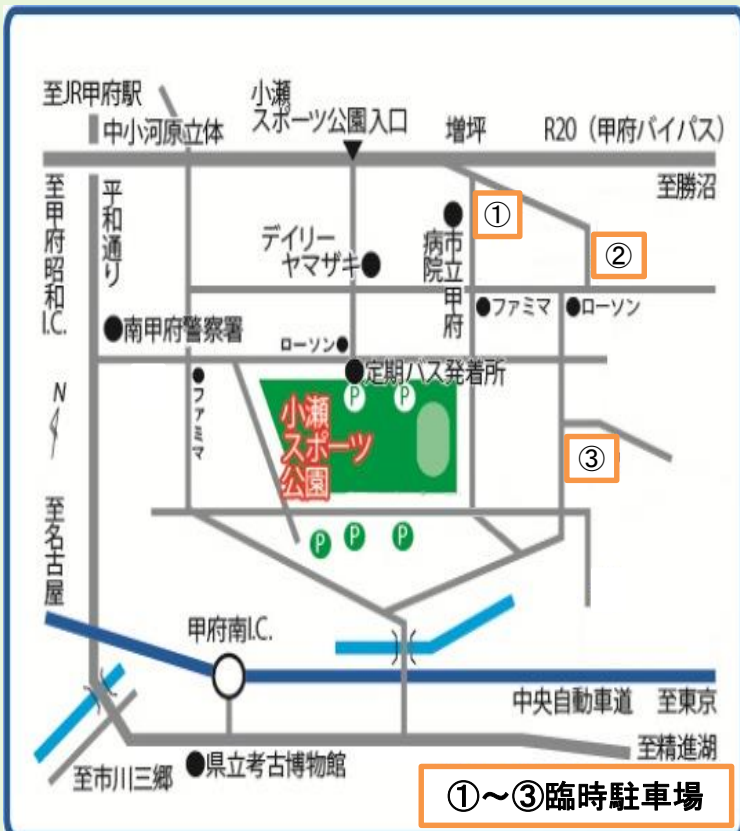 至JR甲府駅
中小河原立体
小瀬
スポーツ公園入口
増坪
R20（甲府バイパス）
至甲府昭和I.C.
平和通り
至勝沼
①
②
市立甲府
病院
デイリー
ヤマザキ
ファミマ
ローソン
南甲府警察署
ローソン
定期バス発着所
ファミマ
P
P
小瀬
スポーツ
公園
N
③
至名古屋
P
P
P
甲府南I.C.
中央自動車道
至東京
至精進湖
県立考古博物館
至市川三郷
①～③臨時駐車場